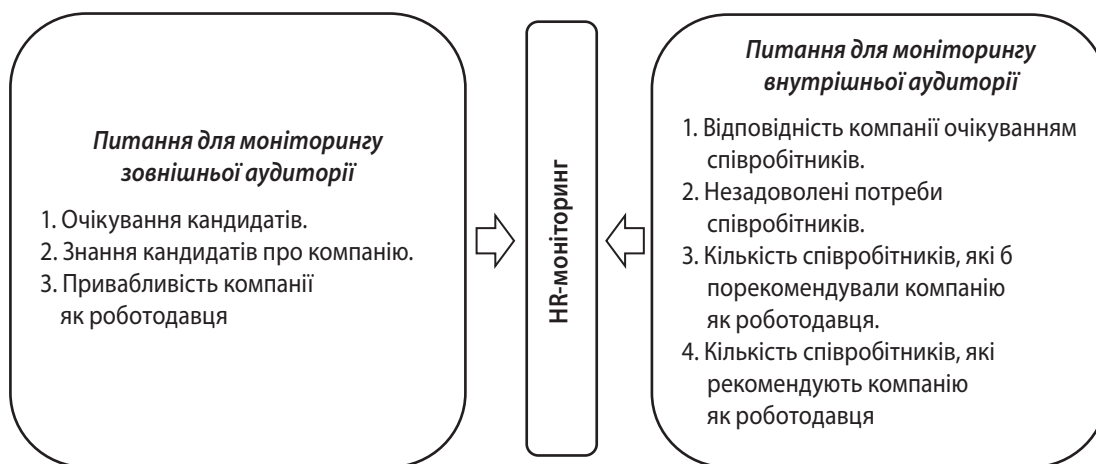 Питання для моніторингу
зовнішньої аудиторії
1. Очікування кандидатів.
2. Знання кандидатів про компанію.
3. Привабливість компанії
як роботодавця
HR-моніторинг
Питання для моніторингу
внутрішньої аудиторії
1. Відповідність компанії очікуванням
співробітників.
2. Незадоволені потреби
співробітників.
3. Кількість співробітників, які б
порекомендували компанію
як роботодавця.
4. Кількість співробітників, які
рекомендують компанію
як роботодавця